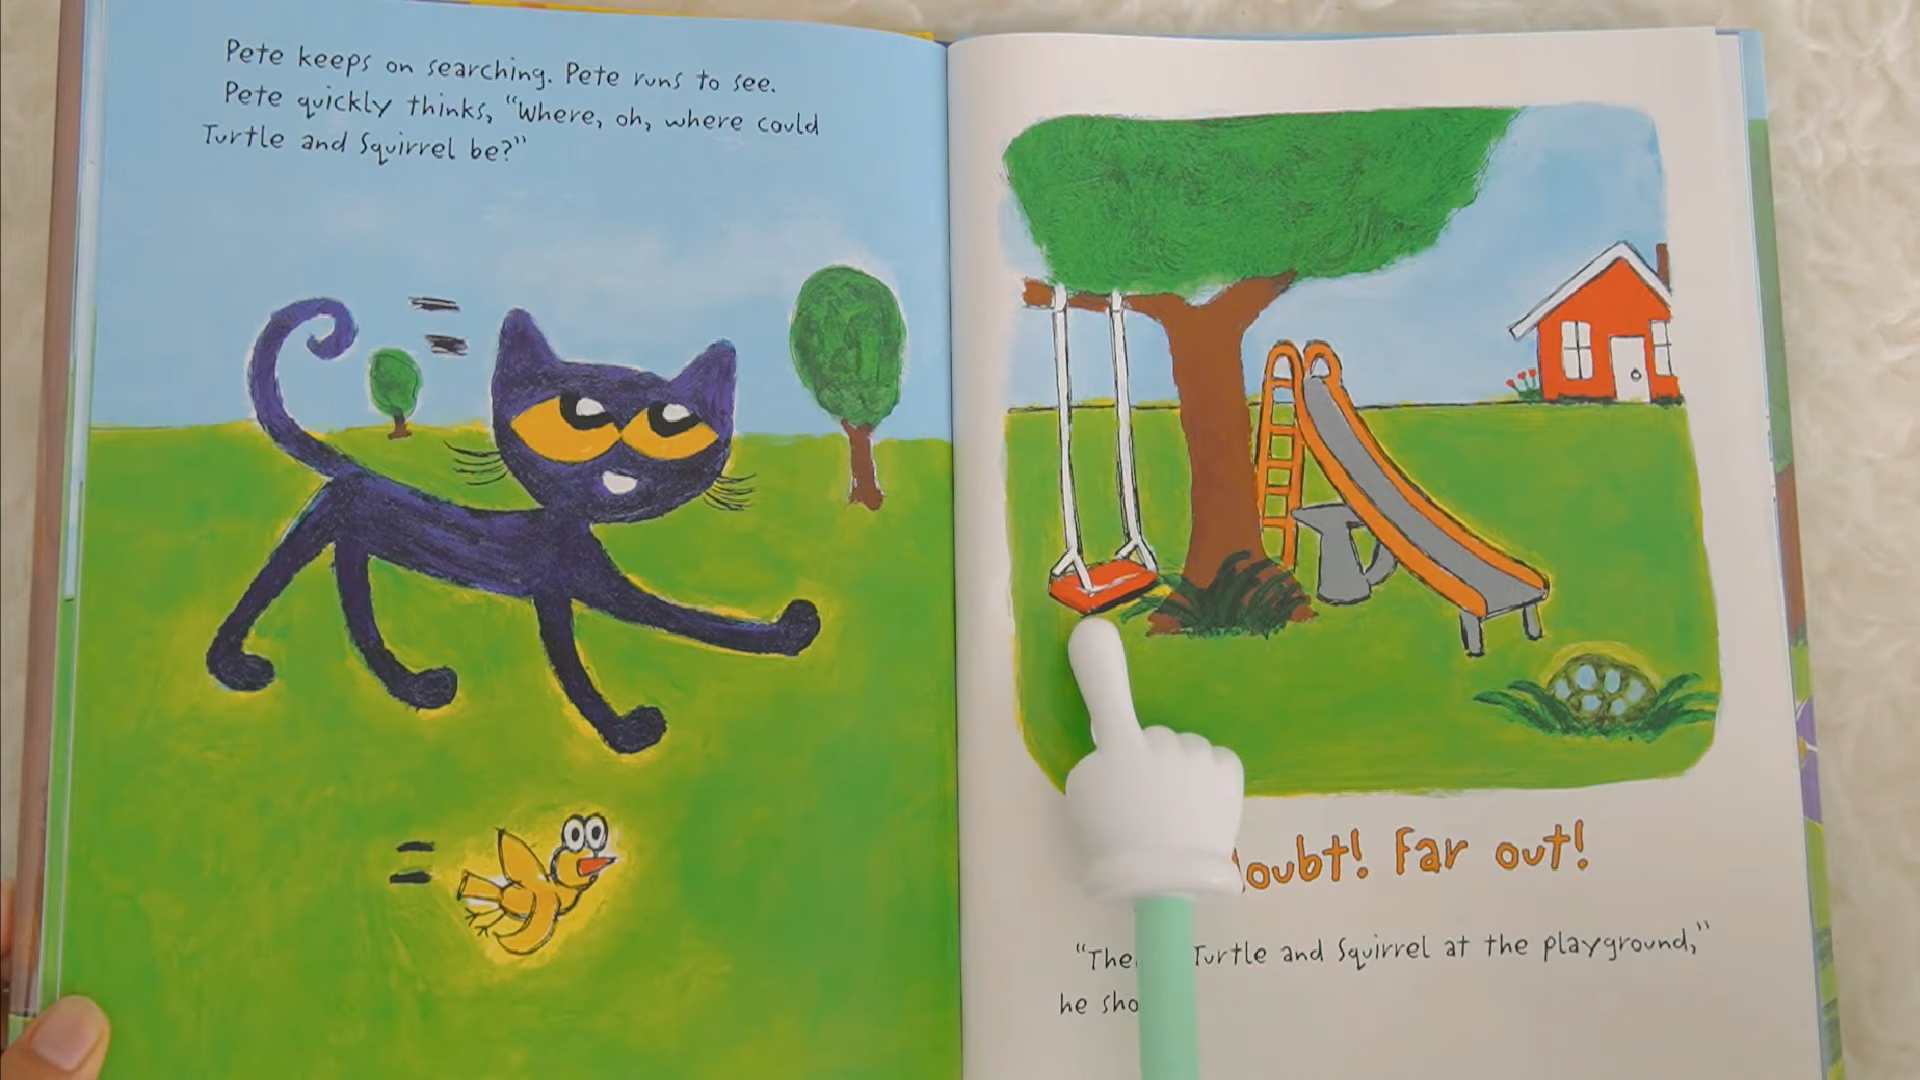 Pete keeps on searching. Pete runs to see.
Pete quickly thinks, "Where, oh, where could
Turtle and Squirrel be?"
doubt! Far out!
"The Turtle and Squirrel at the playground,"
he sho